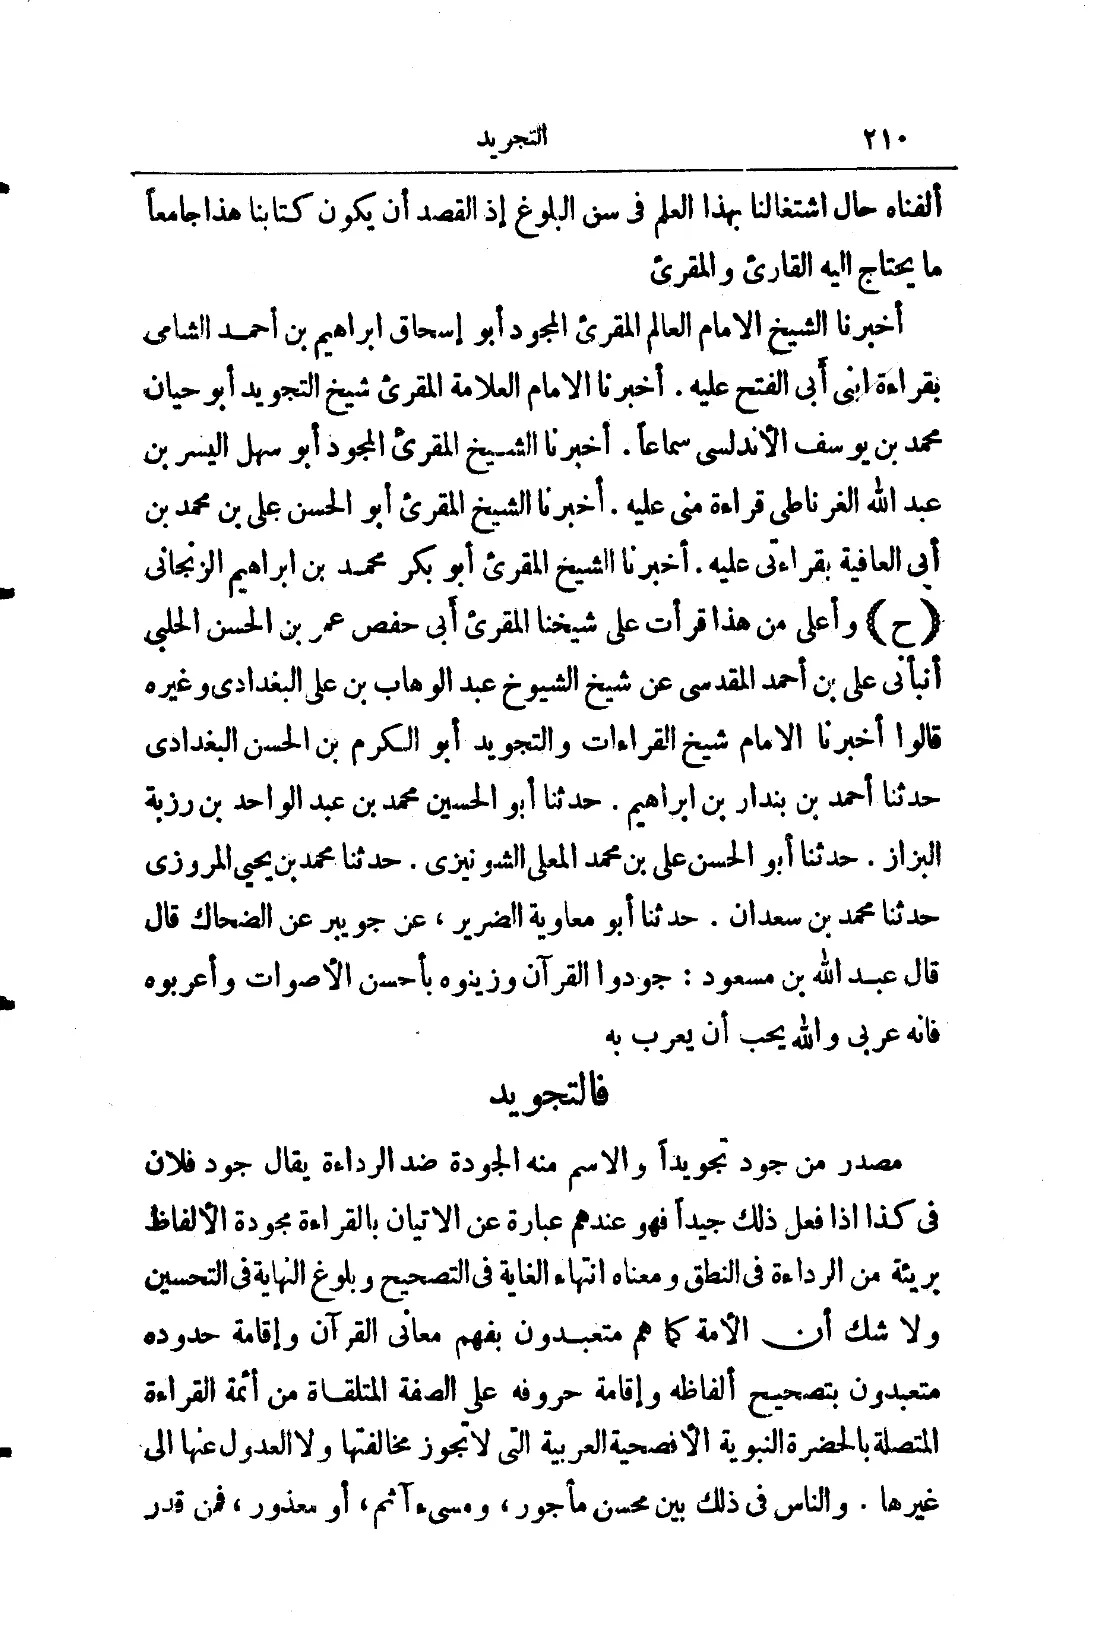 ٢١٠ التجريد
ألفناه حال اشتغالنا بهذا العلم فى سن البلوغ إذ القصد أن يكون كتابنا هذا جامعاً
ما يحتاج اليه القارئ والمقرئ
أخبرنا الشيخ الامام العالم المقرئ المجود أبو إسحاق ابراهيم بن أحمد الشامى
بقراءة ابنى أبى الفتح عليه . أخبرنا الامام العلامة المقرئ شيخ التجويد أبو حيان
محمد بن يوسف الأندلسى سماعاً . أخبرنا الشيخ المقرئ المجود أبو سهل اليسر بن
عبد الله الغرناطى قراءة منى عليه . أخبرنا الشيخ المقرئ أبو الحسن على بن محمد بن
أبى العافية بقراءتى عليه . أخبرنا الشيخ المقرئ أبو بكر محمد بن ابراهيم الزنجانى
( ح ) وأعلى من هذا قرأت على شيخنا المقرئ أبى حفص عمر بن الحسن الحلبي
أنبأنى على بن أحمد المقدسى عن شيخ الشيوخ عبد الوهاب بن على البغدادى وغيره
قالوا أخبرنا الامام شيخ القراءات والتجويد أبو الكرم بن الحسن البغدادى
حدثنا أحمد بن بندار بن ابراهيم . حدثنا أبو الحسين محمد بن عبد الواحد بن رزبة
البزاز . حدثنا أبو الحسن على بن محمد المعلى الشونيزى . حدثنا محمد بن يحيى المروزى
حدثنا محمد بن سعدان . حدثنا أبو معاوية الضرير ، عن جويبر عن الضحاك قال
قال عبد الله بن مسعود : جودوا القرآن وزينوه بأحسن الأصوات وأعربوه
فانه عربى والله يحب أن يعرب به
فالتجويد
مصدر من جود تجويداً والاسم منه الجودة ضد الرداءة يقال جود فلان
فى كذا اذا فعل ذلك جيداً فهو عندهم عبارة عن الاتيان بالقراءة مجودة الألفاظ
بريئة من الرداءة فى النطق ومعناه انتهاء الغاية فى التصحيح وبلوغ النهاية فى التحسين
ولا شك أن الأمة كما هم متعبدون بفهم معانى القرآن وإقامة حدوده
متعبدون بتصحيح ألفاظه وإقامة حروفه على الصفة المتلقاة من أئمة القراءة
المتصلة بالحضرة النبوية الأفصحية العربية التى لا تجوز مخالفتها ولا العدول عنها الى
غيرها . والناس فى ذلك بين محسن مأجور ، ومسىء آثم ، أو معذور ، فمن قدر